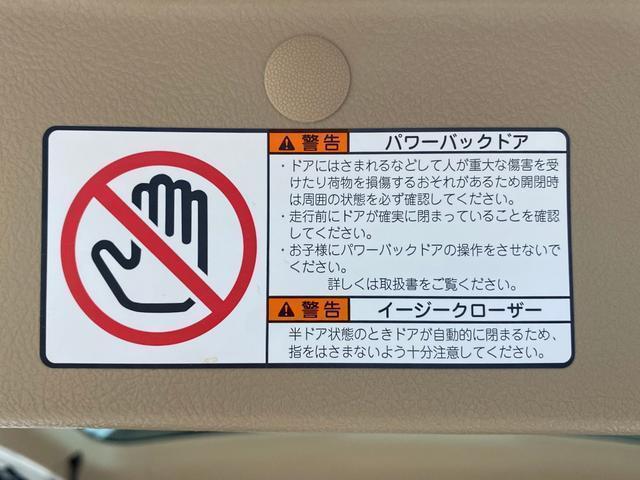 警告 パワーバックドア
・ドアにはさまれるなどして人が重大な傷害を受
けたり荷物を損傷するおそれがあるため開閉時
は周囲の状態を必ず確認してください。
・走行前にドアが確実に閉まっていることを確認
してください。
・お子様にパワーバックドアの操作をさせないで
ください。
詳しくは取扱書をご覧ください。
警告 イージークローザー
半ドア状態のときドアが自動的に閉まるため、
指をはさまないよう十分注意してください。